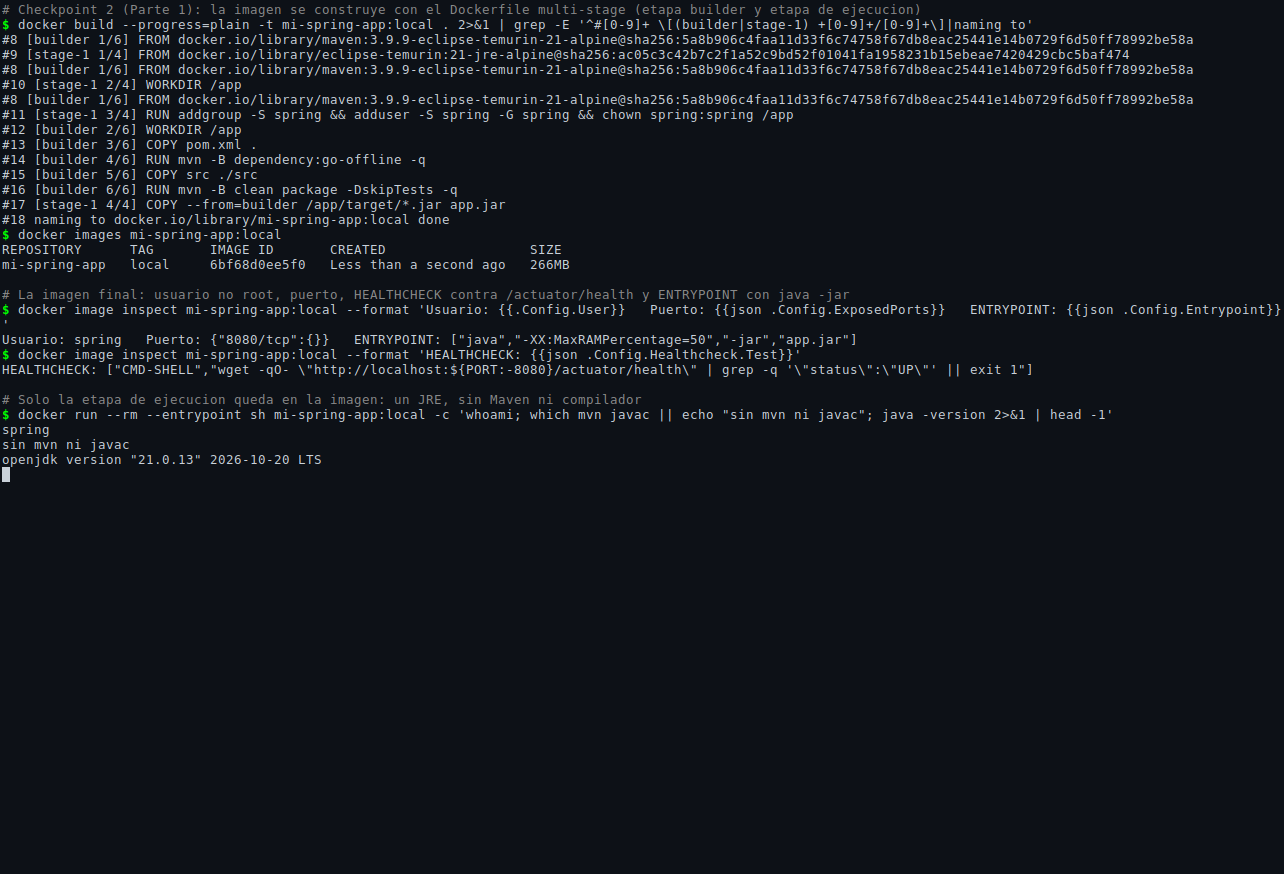 # Checkpoint 2 (Parte 1): la imagen se construye con el Dockerfile multi-stage (etapa builder y etapa de ejecucion)
$ docker build --progress=plain -t mi-spring-app:local . 2>&1 | grep -E '^#[0-9]+ \[(builder|stage-1) +[0-9]+/[0-9]+\]|naming to'
#8 [builder 1/6] FROM docker.io/library/maven:3.9.9-eclipse-temurin-21-alpine@sha256:5a8b906c4faa11d33f6c74758f67db8eac25441e14b0729f6d50ff78992be58a
#9 [stage-1 1/4] FROM docker.io/library/eclipse-temurin:21-jre-alpine@sha256:ac05c3c42b7c2f1a52c9bd52f01041fa1958231b15ebeae7420429cbc5baf474
#8 [builder 1/6] FROM docker.io/library/maven:3.9.9-eclipse-temurin-21-alpine@sha256:5a8b906c4faa11d33f6c74758f67db8eac25441e14b0729f6d50ff78992be58a
#10 [stage-1 2/4] WORKDIR /app
#8 [builder 1/6] FROM docker.io/library/maven:3.9.9-eclipse-temurin-21-alpine@sha256:5a8b906c4faa11d33f6c74758f67db8eac25441e14b0729f6d50ff78992be58a
#11 [stage-1 3/4] RUN addgroup -S spring && adduser -S spring -G spring && chown spring:spring /app
#12 [builder 2/6] WORKDIR /app
#13 [builder 3/6] COPY pom.xml .
#14 [builder 4/6] RUN mvn -B dependency:go-offline -q
#15 [builder 5/6] COPY src ./src
#16 [builder 6/6] RUN mvn -B clean package -DskipTests -q
#17 [stage-1 4/4] COPY --from=builder /app/target/*.jar app.jar
#18 naming to docker.io/library/mi-spring-app:local done
$ docker images mi-spring-app:local
REPOSITORY      TAG       IMAGE ID       CREATED                  SIZE
mi-spring-app   local     6bf68d0ee5f0   Less than a second ago   266MB
# La imagen final: usuario no root, puerto, HEALTHCHECK contra /actuator/health y ENTRYPOINT con java -jar
$ docker image inspect mi-spring-app:local --format 'Usuario: {{.Config.User}}   Puerto: {{json .Config.ExposedPorts}}   ENTRYPOINT: {{json .Config.Entrypoint}}
'
Usuario: spring   Puerto: {"8080/tcp":{}}   ENTRYPOINT: ["java","-XX:MaxRAMPercentage=50","-jar","app.jar"]
$ docker image inspect mi-spring-app:local --format 'HEALTHCHECK: {{json .Config.Healthcheck.Test}}'
HEALTHCHECK: ["CMD-SHELL","wget -qO- \"http://localhost:${PORT:-8080}/actuator/health\" | grep -q '\"status\":\"UP\"' || exit 1"]
# Solo la etapa de ejecucion queda en la imagen: un JRE, sin Maven ni compilador
$ docker run --rm --entrypoint sh mi-spring-app:local -c 'whoami; which mvn javac || echo "sin mvn ni javac"; java -version 2>&1 | head -1'
spring
sin mvn ni javac
openjdk version "21.0.13" 2026-10-20 LTS